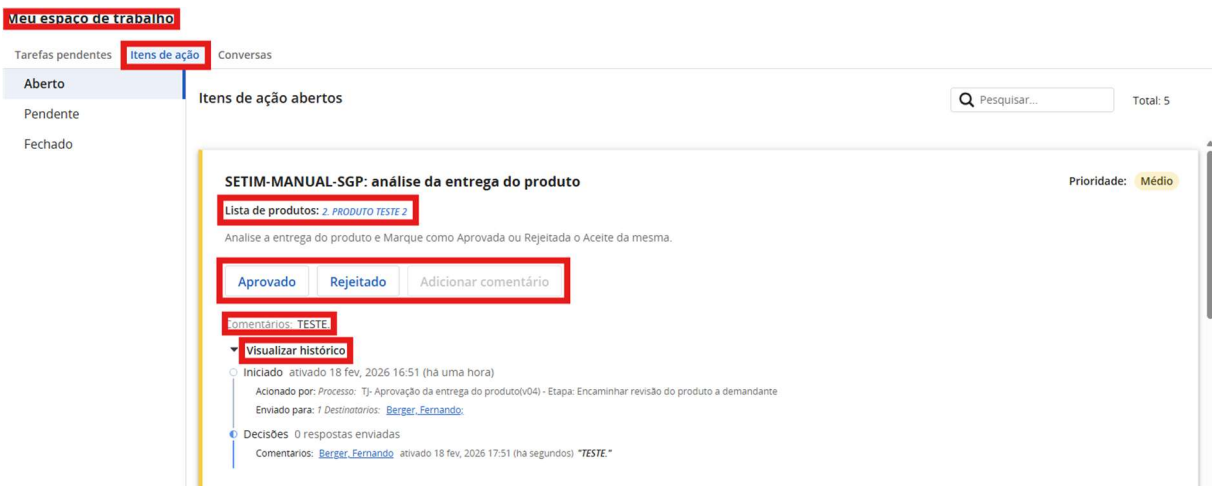 Meu espaço de trabalho
Tarefas pendentes Itens de ação Conversas
Aberto
Pendente
Fechado
Itens de ação abertos
Pesquisar...
Total: 5
SETIM-MANUAL-SGP: análise da entrega do produto
Prioridade: Médio
Lista de produtos: 2. PRODUTO TESTE 2
Analise a entrega do produto e Marque como Aprovada ou Rejeitada o Aceite da mesma.
Aprovado Rejeitado Adicionar comentário
Comentários: TESTE.
Visualizar histórico
Iniciado ativado 18 fev, 2026 16:51 (há uma hora)
Acionado por: Processo: TJ- Aprovação da entrega do produto(v04) - Etapa: Encaminhar revisão do produto a demandante
Enviado para: 1 Destinatários: Berger, Fernando;
Decisões 0 respostas enviadas
Comentarios: Berger, Fernando ativado 18 fev, 2026 17:51 (há segundos) "TESTE."